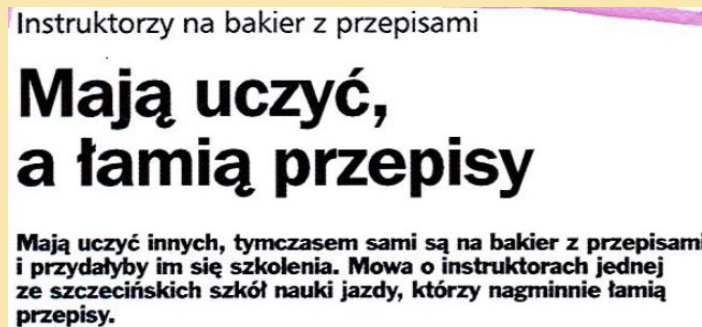 Instruktorzy na bakier z przepisami
Mają uczyć,
a łamią przepisy
Mają uczyć innych, tymczasem sami są na bakier z przepisami
i przydałyby im się szkolenia. Mowa o instruktorach jednej
ze szczecińskich szkół nauki jazdy, którzy nagminnie łamią
przepisy.